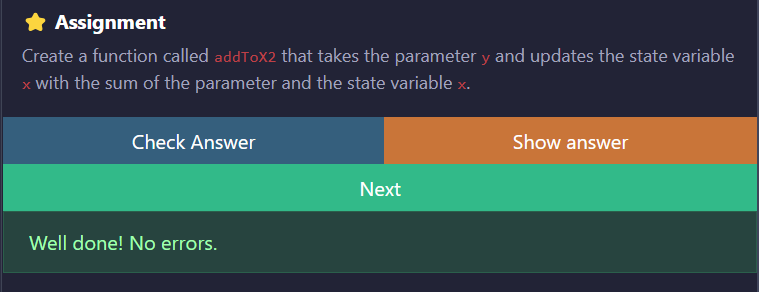 Assignment
Create a function called addToX2 that takes the parameter y and updates the state variable
x with the sum of the parameter and the state variable x.
Check Answer
Show answer
Next
Well done! No errors.